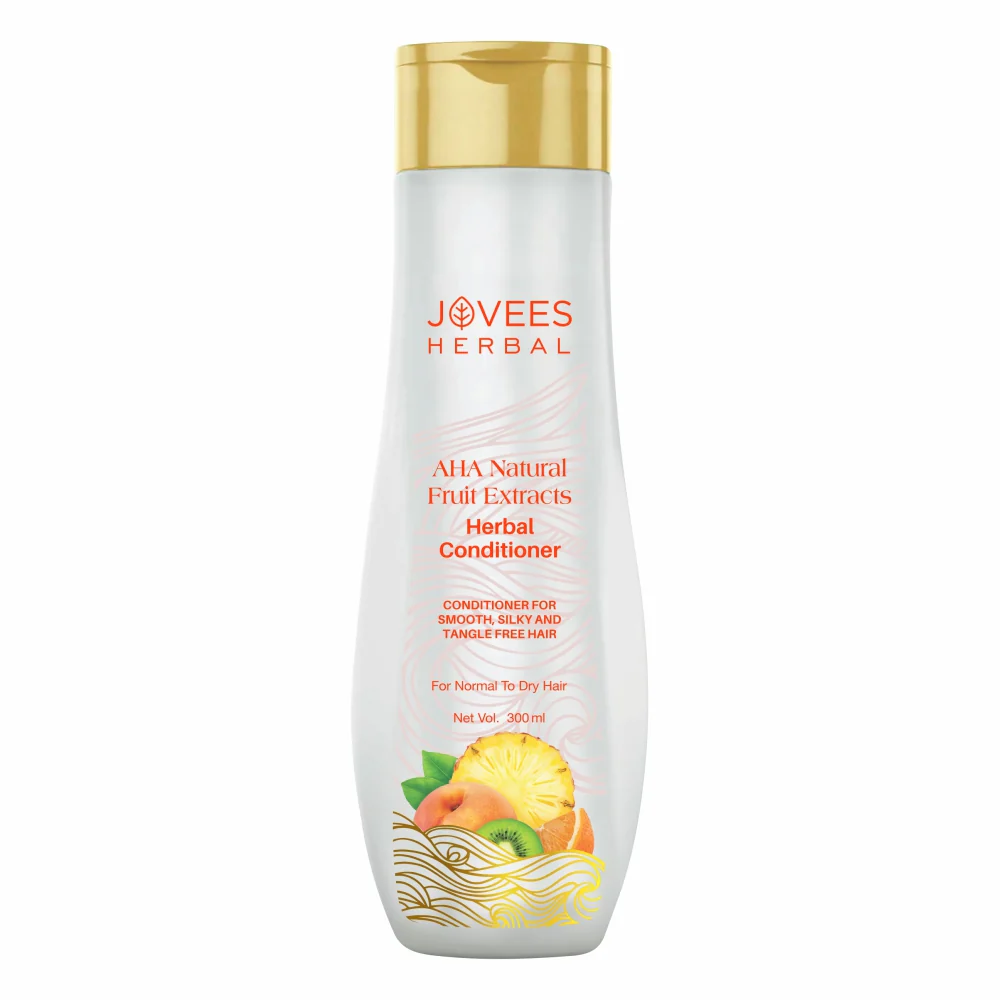 JOVEES
HERBAL
AHA Natural
Fruit Extracts
Herbal
Conditioner
CONDITIONER FOR
SMOOTH, SILKY AND
TANGLE FREE HAIR
For Normal To Dry Hair
Net Vol. 300 ml